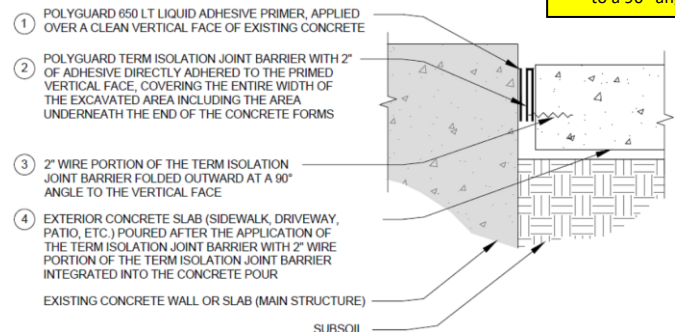 to a 90° ang
1 POLYGUARD 650 LT LIQUID ADHESIVE PRIMER, APPLIED
OVER A CLEAN VERTICAL FACE OF EXISTING CONCRETE
2 POLYGUARD TERM ISOLATION JOINT BARRIER WITH 2"
OF ADHESIVE DIRECTLY ADHERED TO THE PRIMED
VERTICAL FACE, COVERING THE ENTIRE WIDTH OF
THE EXCAVATED AREA INCLUDING THE AREA
UNDERNEATH THE END OF THE CONCRETE FORMS
3 2" WIRE PORTION OF THE TERM ISOLATION
JOINT BARRIER FOLDED OUTWARD AT A 90°
ANGLE TO THE VERTICAL FACE
4 EXTERIOR CONCRETE SLAB (SIDEWALK, DRIVEWAY,
PATIO, ETC.) POURED AFTER THE APPLICATION OF
THE TERM ISOLATION JOINT BARRIER WITH 2" WIRE
PORTION OF THE TERM ISOLATION JOINT BARRIER
INTEGRATED INTO THE CONCRETE POUR
EXISTING CONCRETE WALL OR SLAB (MAIN STRUCTURE)
SUBSOIL